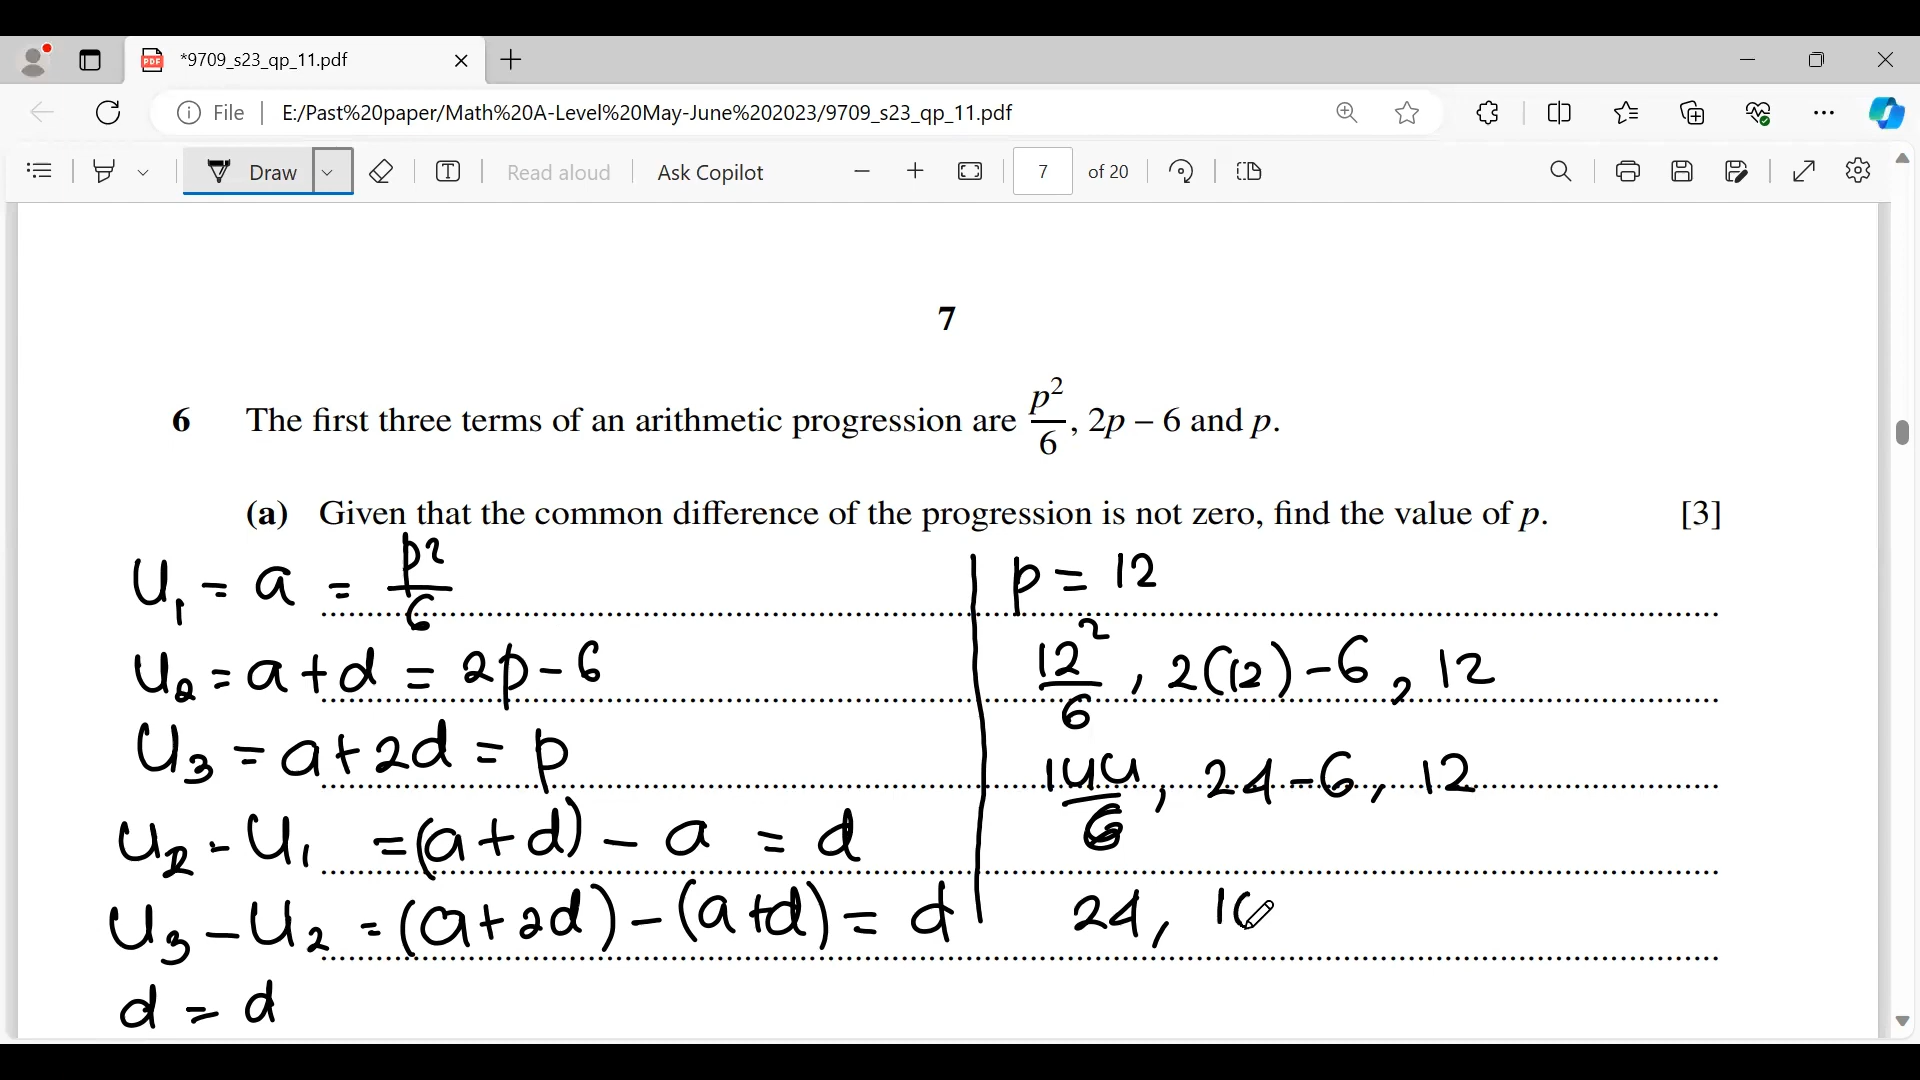 *9709_s23_qp_11.pdf
File E:/Past%20paper/Math%20A-Level%20May-June%202023/9709_s23_qp_11.pdf
Draw Read aloud Ask Copilot 7 of 20
7
6 The first three terms of an arithmetic progression are p²/6, 2p – 6 and p.
(a) Given that the common difference of the progression is not zero, find the value of p. [3]
U₁ = a = p²/6
U₂ = a + d = 2p – 6
U₃ = a + 2d = p
U₂ - U₁ = (a + d) – a = d
U₃ – U₂ = (a + 2d) – (a + d) = d
d = d
p = 12
12²/6 , 2(12) – 6 , 12
144/6 , 24 – 6 , 12
24 ,